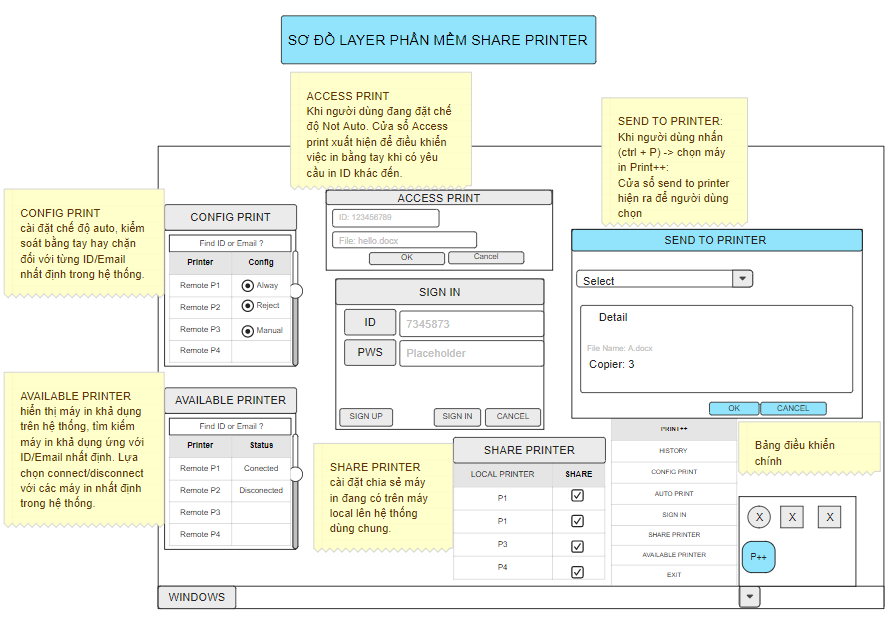 SƠ ĐỒ LAYER PHẦN MỀM SHARE PRINTER
ACCESS PRINT
Khi người dùng đang đặt chế
độ Not Auto. Cửa sổ Access
print xuất hiện để điều khiển
việc in bằng tay khi có yêu
cầu in ID khác đến.
SEND TO PRINTER:
Khi người dùng nhấn
(ctrl + P) -> chọn máy
in Print++:
Cửa sổ send to printer
hiện ra để người dùng
chọn
CONFIG PRINT
cài đặt chế độ auto, kiểm
soát bằng tay hay chặn
đối với từng ID/Email
nhất định trong hệ thống.
CONFIG PRINT
Find ID or Email ?
Printer Config
Remote P1 Alway
Remote P2 Reject
Remote P3 Manual
Remote P4
ACCESS PRINT
ID: 123456789
File: hello.docx
OK Cancel
SEND TO PRINTER
Select
Detail
File Name: A.docx
Copier: 3
OK CANCEL
SIGN IN
ID 7345873
PWS Placeholder
SIGN UP SIGN IN CANCEL
AVAILABLE PRINTER
hiển thị máy in khả dụng
trên hệ thống, tìm kiếm
máy in khả dụng ứng với
ID/Email nhất định. Lựa
chọn connect/disconnect
với các máy in nhất định
trong hệ thống.
AVAILABLE PRINTER
Find ID or Email ?
Printer Status
Remote P1 Conected
Remote P2 Disconected
Remote P3
Remote P4
SHARE PRINTER
cài đặt chia sẻ máy
in đang có trên máy
local lên hệ thống
dùng chung.
SHARE PRINTER
LOCAL PRINTER SHARE
P1
P1
P3
P4
PRINT++
HISTORY
CONFIG PRINT
AUTO PRINT
SIGN IN
SHARE PRINTER
AVAILABLE PRINTER
EXIT
Bảng điều khiển
chính
X X X
P++
WINDOWS